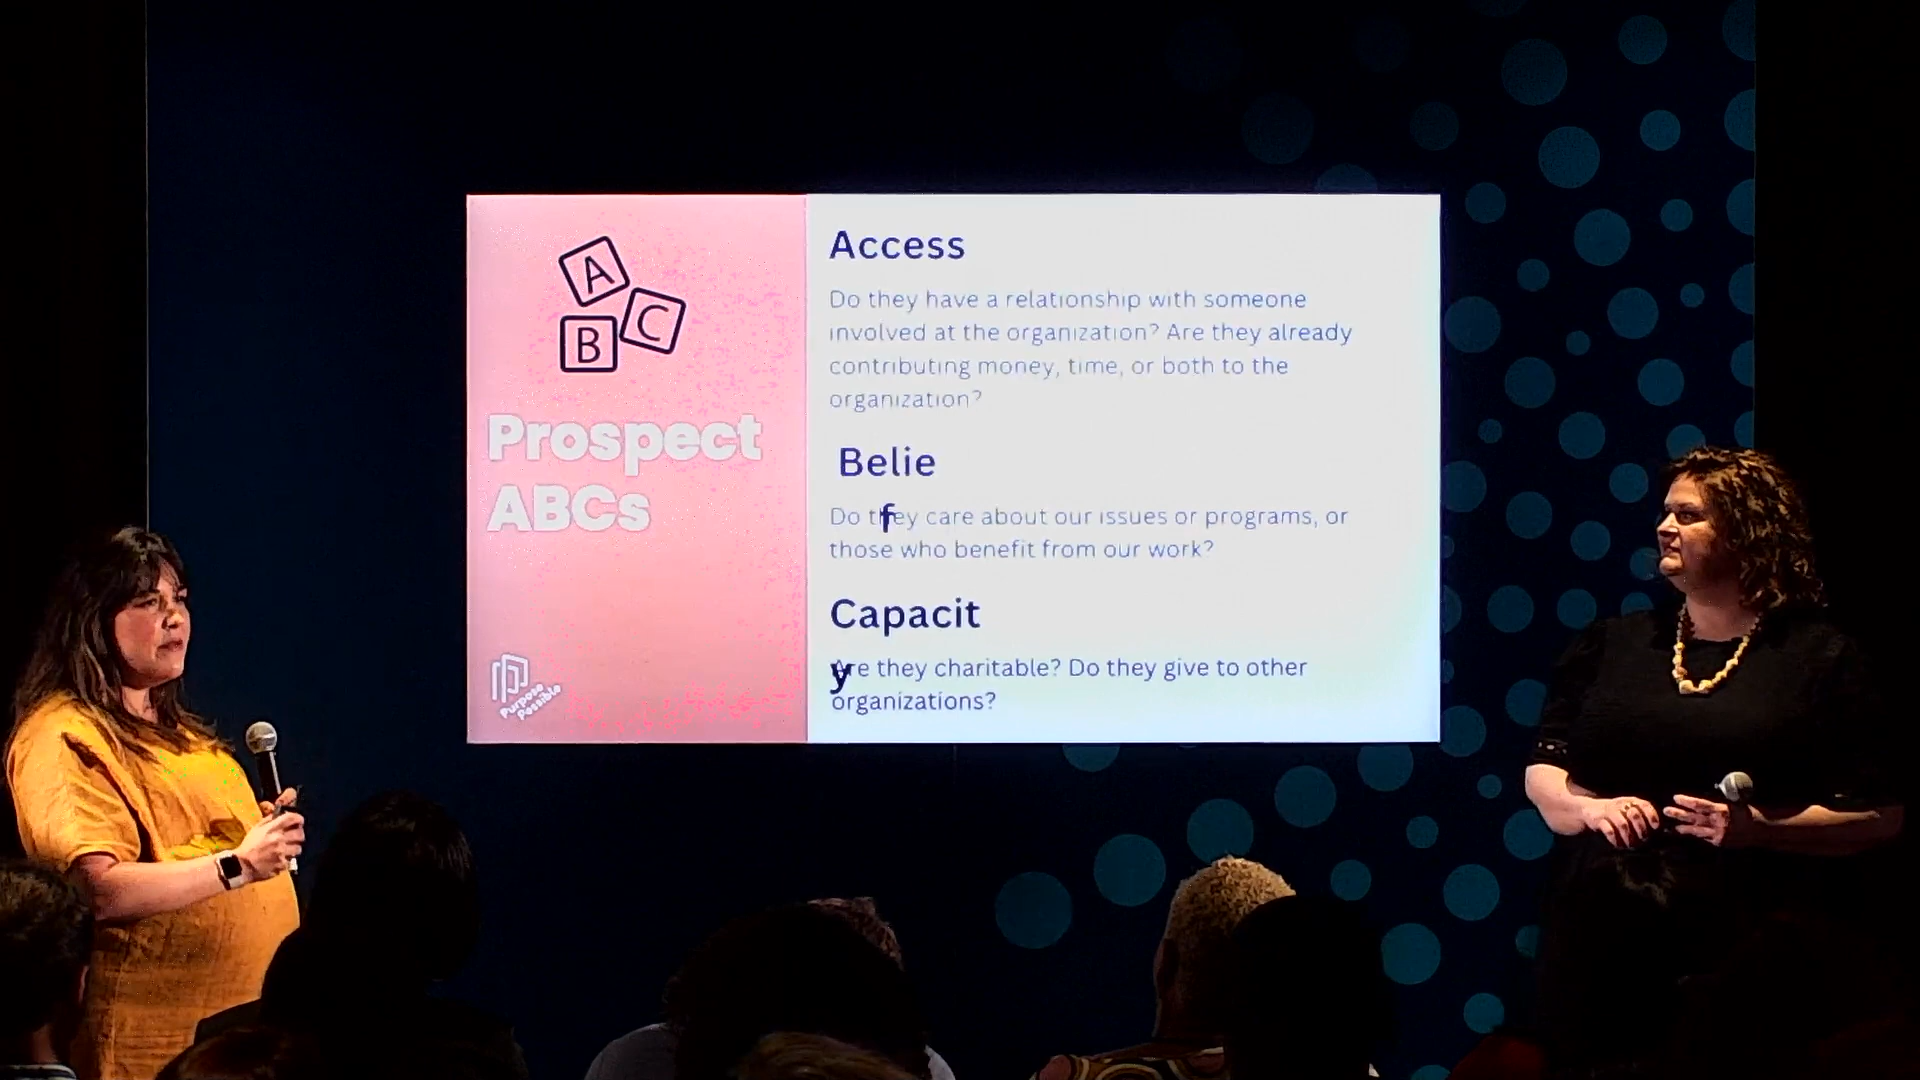 A
C
B
Prospect
ABCs
Purpose
Possible
Access
Do they have a relationship with someone
involved at the organization? Are they already
contributing money, time, or both to the
organization?
Belie
f
Do they care about our issues or programs, or
those who benefit from our work?
Capacit
y
Are they charitable? Do they give to other
organizations?